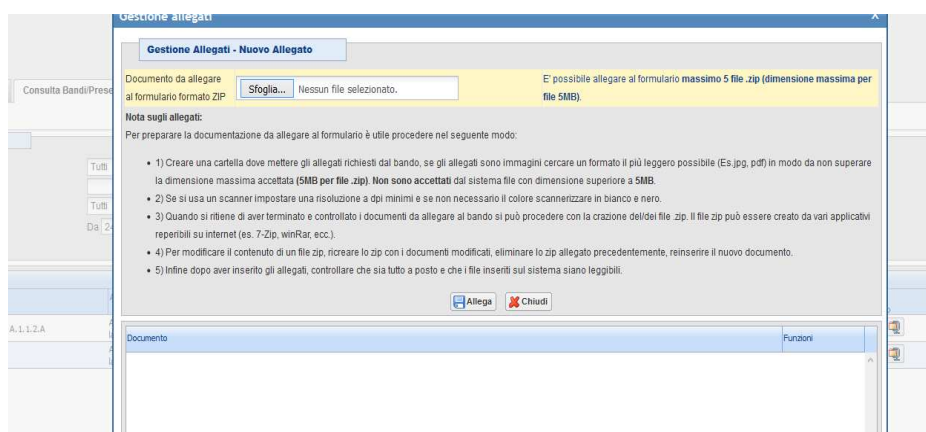 Gestione allegati
X
Gestione Allegati - Nuovo Allegato
Documento da allegare
al formulario formato ZIP
Sfoglia... Nessun file selezionato.
E' possibile allegare al formulario massimo 5 file .zip (dimensione massima per
file 5MB).
Nota sugli allegati:
Per preparare la documentazione da allegare al formulario è utile procedere nel seguente modo:
• 1) Creare una cartella dove mettere gli allegati richiesti dal bando, se gli allegati sono immagini cercare un formato il più leggero possibile (Es.jpg, pdf) in modo da non superare
la dimensione massima accettata (5MB per file .zip). Non sono accettati dal sistema file con dimensione superiore a 5MB.
• 2) Se si usa un scanner impostare una risoluzione a dpi minimi e se non necessario il colore scannerizzare in bianco e nero.
• 3) Quando si ritiene di aver terminato e controllato i documenti da allegare al bando si può procedere con la crazione del/dei file .zip. Il file zip può essere creato da vari applicativi
reperibili su internet (es. 7-Zip, winRar, ecc.).
• 4) Per modificare il contenuto di un file zip, ricreare lo zip con i documenti modificati, eliminare lo zip allegato precedentemente, reinserire il nuovo documento.
• 5) Infine dopo aver inserito gli allegati, controllare che sia tutto a posto e che i file inseriti sul sistema siano leggibili.
Allega Chiudi
Documento Funzioni
Consulta Bandi/Prese
Tutti
Tutti
Da 24
A.1.1.2.A